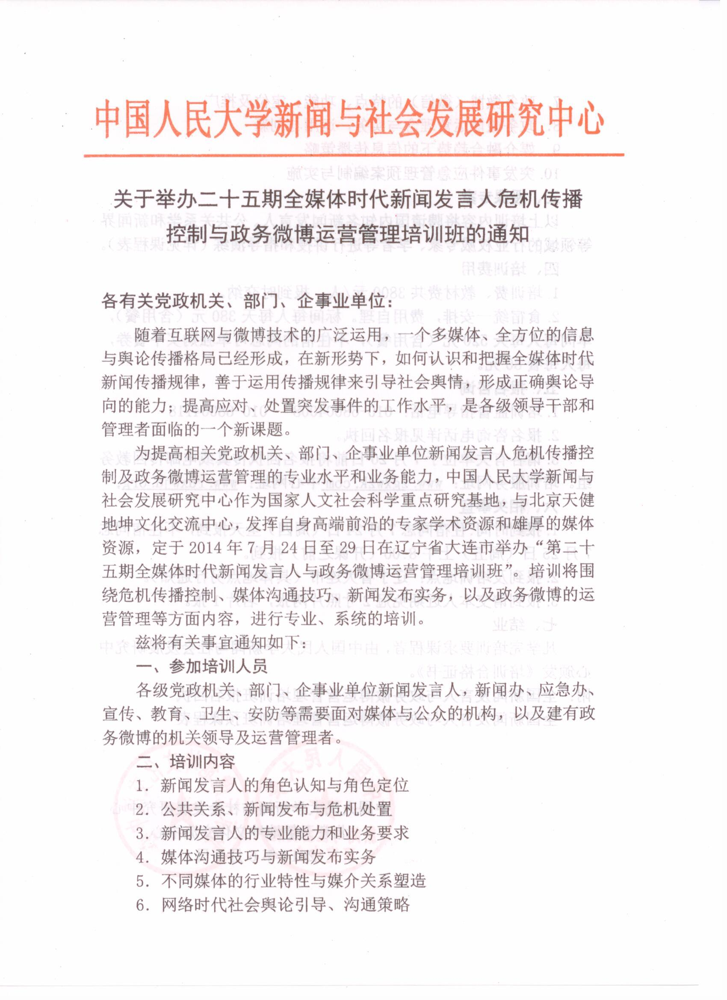 中国人民大学新闻与社会发展研究中心
关于举办二十五期全媒体时代新闻发言人危机传播
控制与政务微博运营管理培训班的通知
各有关党政机关、部门、企事业单位：
随着互联网与微博技术的广泛运用，一个多媒体、全方位的信息
与舆论传播格局已经形成，在新形势下，如何认识和把握全媒体时代
新闻传播规律，善于运用传播规律来引导社会舆情，形成正确舆论导
向的能力；提高应对、处置突发事件的工作水平，是各级领导干部和
管理者面临的一个新课题。
为提高相关党政机关、部门、企事业单位新闻发言人危机传播控
制及政务微博运营管理的专业水平和业务能力，中国人民大学新闻与
社会发展研究中心作为国家人文社会科学重点研究基地，与北京天健
地坤文化交流中心，发挥自身高端前沿的专家学术资源和雄厚的媒体
资源，定于 2014 年 7 月 24 日至 29 日在辽宁省大连市举办“第二十
五期全媒体时代新闻发言人与政务微博运营管理培训班”。培训将围
绕危机传播控制、媒体沟通技巧、新闻发布实务，以及政务微博的运
营管理等方面内容，进行专业、系统的培训。
兹将有关事宜通知如下：
一、参加培训人员
各级党政机关、部门、企事业单位新闻发言人，新闻办、应急办、
宣传、教育、卫生、安防等需要面对媒体与公众的机构，以及建有政
务微博的机关领导及运营管理者。
二、培训内容
1．新闻发言人的角色认知与角色定位
2．公共关系、新闻发布与危机处置
3．新闻发言人的专业能力和业务要求
4．媒体沟通技巧与新闻发布实务
5．不同媒体的行业特性与媒介关系塑造
6．网络时代社会舆论引导、沟通策略